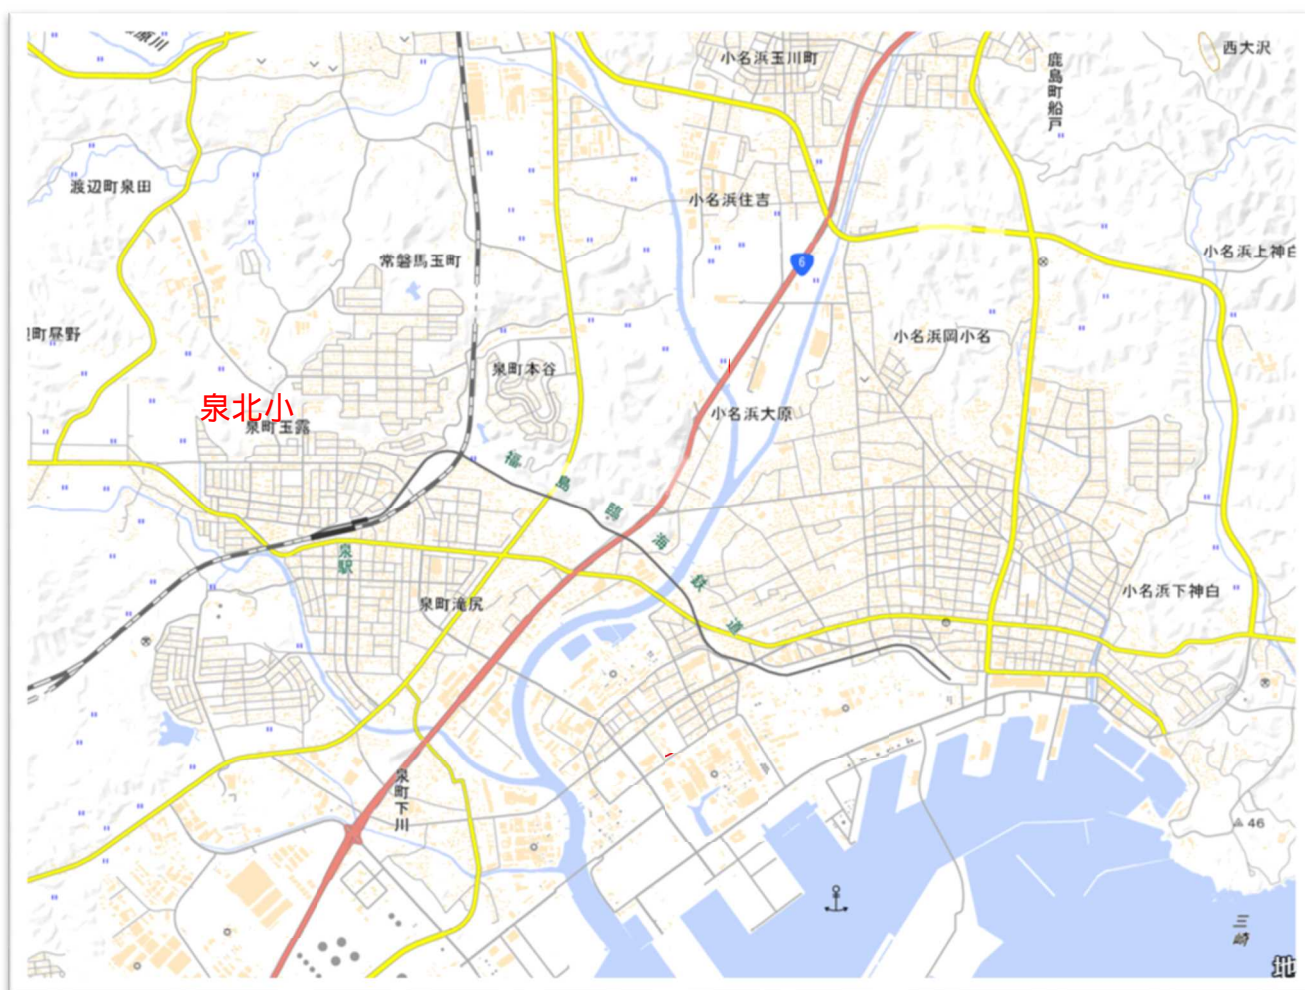 小名浜玉川町
西大沢
鹿島町船戸
渡辺町泉田
小名浜住吉
常磐馬玉町
小名浜上神白
6
町昼野
小名浜岡小名
泉町本谷
泉北小
泉町玉露
小名浜大原
福島臨海鉄道
泉駅
泉町滝尻
小名浜下神白
泉町下川
46
三崎
地